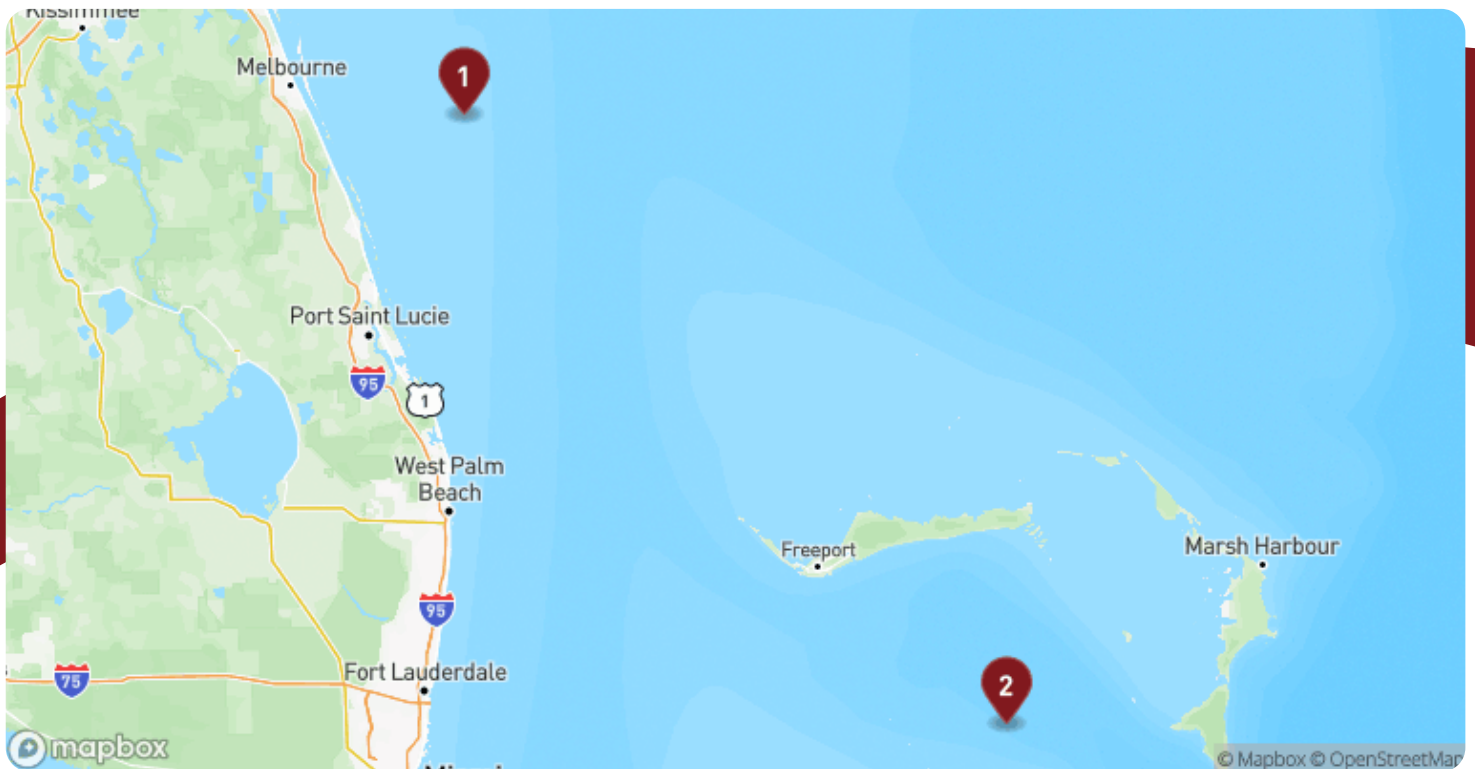 Kissimmee
Melbourne
1
Port Saint Lucie
95
1
West Palm
Beach
Freeport
Marsh Harbour
95
Fort Lauderdale
75
2
mapbox
© Mapbox © OpenStreetMap